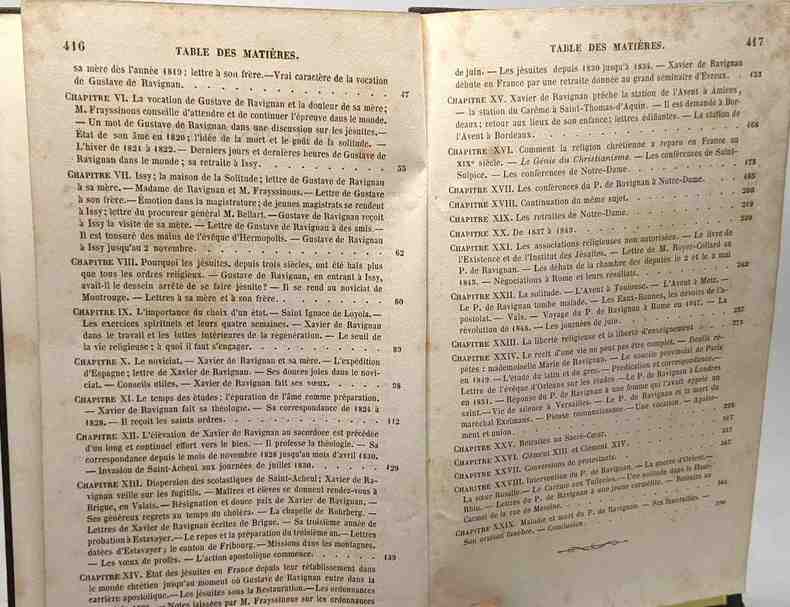 416
TABLE DES MATIÈRES.
sa mère dès l'année 1819; lettre à son frère.—Vrai caractère de la vocation
de Gustave de Ravignan. 47
CHAPITRE VI. La vocation de Gustave de Ravignan et la douleur de sa mère;
M. Frayssinous conseille d'attendre et de continuer l'épreuve dans le monde.
— Un mot de Gustave de Ravignan dans une discussion sur les jésuites.—
État de son âme en 1820; l'idée de la mort et le goût de la solitude. —
L'hiver de 1821 à 1822. — Derniers jours et dernières heures de Gustave de
Ravignan dans le monde; sa retraite à Issy. 55
CHAPITRE VII. Issy; la maison de la Solitude; lettre de Gustave de Ravignan
à sa mère. — Madame de Ravignan et M. Frayssinous. — Lettre de Gustave
à son frère.—Émotion dans la magistrature; de jeunes magistrats se rendent
à Issy; lettre du procureur général M. Bellart. — Gustave de Ravignan reçoit
à Issy la visite de sa mère. — Lettre de Gustave de Ravignan à des amis.—
Il est tonsuré des mains de l'évêque d'Hermopolis. — Gustave de Ravignan
à Issy jusqu'au 2 novembre. 62
CHAPITRE VIII. Pourquoi les jésuites, depuis trois siècles, ont été haïs plus
que tous les ordres religieux. — Gustave de Ravignan, en entrant à Issy,
avait-il le dessein arrêté de se faire jésuite? — Il se rend au noviciat de
Montrouge. — Lettres à sa mère et à son frère. 80
CHAPITRE IX. L'importance du choix d'un état.— Saint Ignace de Loyola.—
Les exercices spirituels et leurs quatre semaines. — Xavier de Ravignan
dans le travail et les luttes intérieures de la régénération. — Le seuil de
la vie religieuse; à quoi il faut s'engager. 89
CHAPITRE X. Le noviciat. — Xavier de Ravignan et sa mère. — L'expédition
d'Espagne; lettre de Xavier de Ravignan. — Ses douces joies dans le novi-
ciat. — Conseils utiles. — Xavier de Ravignan fait ses vœux. 98
CHAPITRE XI. Le temps des études; l'épuration de l'âme comme préparation.
— Xavier de Ravignan fait sa théologie. — Sa correspondance de 1824 à
1828. — Il reçoit les saints ordres. 112
CHAPITRE XII. L'élévation de Xavier de Ravignan au sacerdoce est précédée
d'un long et continuel effort vers le bien. — Il professe la théologie. — Sa
correspondance depuis le mois de novembre 1828 jusqu'au mois d'avril 1830.
— Invasion de Saint-Acheul aux journées de juillet 1830. 129
CHAPITRE XIII. Dispersion des scolastiques de Saint-Acheul; Xavier de Ra-
vignan veille sur les fugitifs. — Maîtres et élèves se donnent rendez-vous à
Brigue, en Valais. — Résignation et douce paix de Xavier de Ravignan. —
Ses généreux regrets au temps du choléra. — La chapelle de Rohrberg. —
Lettres de Xavier de Ravignan écrites de Brigue. — Sa troisième année de
probation à Estavayer.— Le repos et la préparation du troisième an.—Lettres
datées d'Estavayer; le canton de Fribourg. — Missions dans les montagnes.
— Les vœux de profès. — L'action apostolique commence. 139
CHAPITRE XIV. État des jésuites en France depuis leur rétablissement dans
le monde chrétien jusqu'au moment où Gustave de Ravignan entre dans la
carrière apostolique.—Les jésuites sous la Restauration.—Les ordonnances
Notes laissées par M. Frayssinous sur les ordonnances
TABLE DES MATIÈRES.
417
de juin. — Les jésuites depuis 1830 jusqu'à 1835. — Xavier de Ravignan
débute en France par une retraite donnée au grand séminaire d'Évreux. 153
CHAPITRE XV. Xavier de Ravignan prêche la station de l'Avent à Amiens,
— la station du Carême à Saint-Thomas-d'Aquin. — Il est demandé à Bor-
deaux; retour aux lieux de son enfance; lettres édifiantes. — La station de
l'Avent à Bordeaux. 166
CHAPITRE XVI. Comment la religion chrétienne a reparu en France au
XIXe siècle. — Le Génie du Christianisme. — Les conférences de Saint-
Sulpice. — Les conférences de Notre-Dame.
CHAPITRE XVII. Les conférences du P. de Ravignan à Notre-Dame.
CHAPITRE XVIII. Continuation du même sujet.
CHAPITRE XIX. Les retraites de Notre-Dame.
CHAPITRE XX. De 1837 à 1843.
CHAPITRE XXI. Les associations religieuses non autorisées. — Le livre de
l'Existence et de l'Institut des Jésuites. — Lettre de M. Royer-Collard au
P. de Ravignan. — Les débats de la chambre des députés le 2 et le 3 mai
1845. — Négociations à Rome et leurs résultats.
CHAPITRE XXII. La solitude. — L'Avent à Toulouse. — L'Avent à Metz. —
Le P. de Ravignan tombe malade. — Les Eaux-Bonnes, les devoirs de l'a-
postolat. — Vals. — Voyage du P. de Ravignan à Rome en 1847. — La
révolution de 1848. — Les journées de juin.
CHAPITRE XXIII. La liberté religieuse et la liberté d'enseignement
CHAPITRE XXIV. Le récit d'une vie ne peut pas être complet. — Deuils ré-
pétés: mademoiselle Marie de Ravignan. — Le concile provincial de Paris
en 1849. — L'étude du latin et du grec. — Prédication et correspondance.—
Lettre de l'évêque d'Orléans sur les études — Le P. de Ravignan à Londres
en 1851. — Réponse du P. de Ravignan à une femme qui l'avait appelé un
saint.— Vie de silence à Versailles. — Le P. de Ravignan et la mort du
maréchal Exelmans. — Pieuse reconnaissance. — Une vocation. — Apaise-
ment et union.
CHAPITRE XXV. Retraites au Sacré-Cœur.
CHAPITRE XXVI. Clément XIII et Clément XIV.
CHAPITRE XXVII. Conversions de protestants.
CHAPITRE XXVIII. Intervention du P. de Ravignan. — La guerre d'Orient.—
La sœur Rosalie.— Le Carême aux Tuileries. — Une solitude dans le Haut-
Rhin. — Lettres du P. de Ravignan à une jeune carmélite. — Retraite au
Carmel de la rue de Messine.
CHAPITRE XXIX. Maladie et mort du P. de Ravignan. — Ses funérailles. —
Son oraison funèbre. — Conclusion.